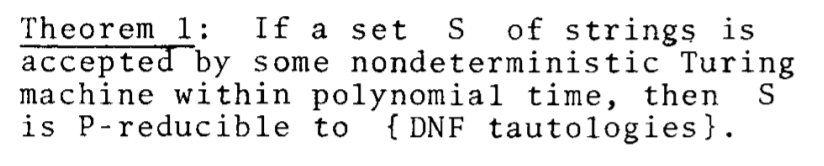 Theorem 1: If a set S of strings is
accepted by some nondeterministic Turing
machine within polynomial time, then S
is P-reducible to {DNF tautologies}.